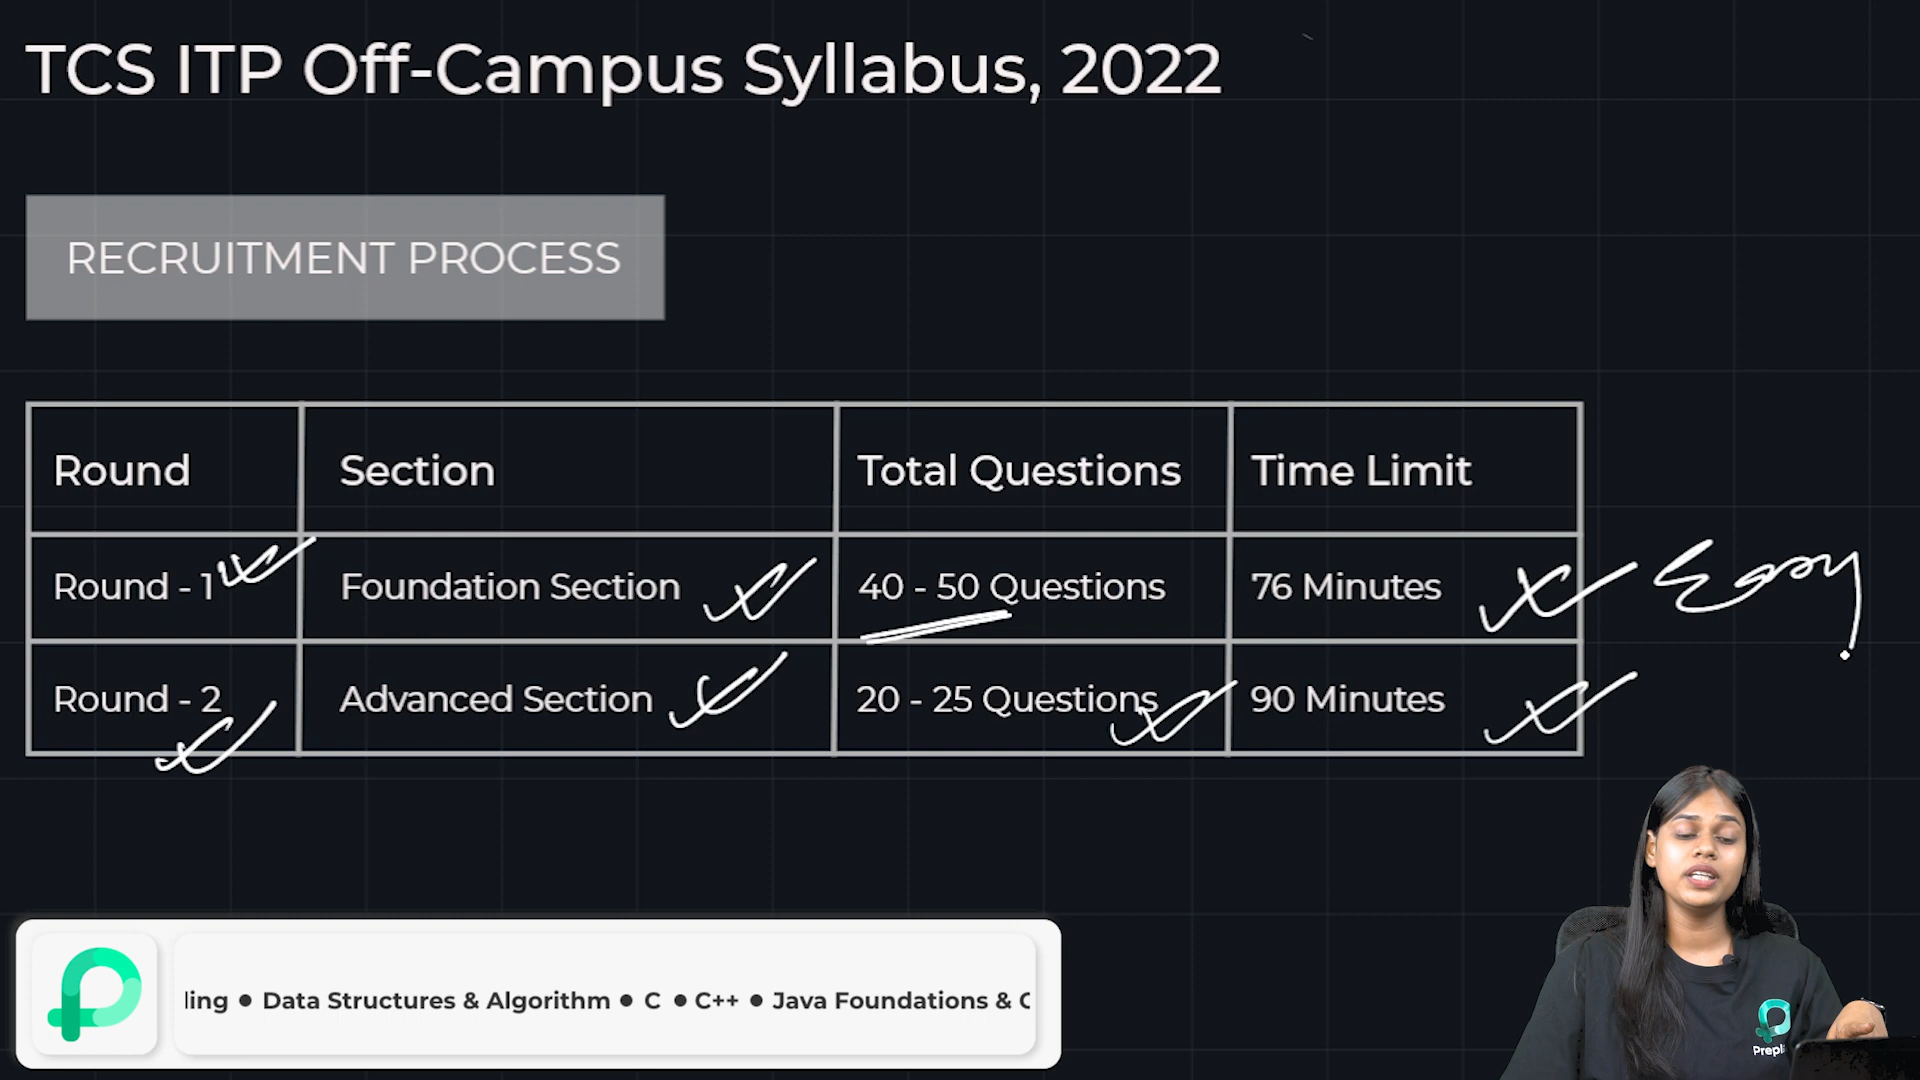 TCS ITP Off-Campus Syllabus, 2022
RECRUITMENT PROCESS
Round Section Total Questions Time Limit
Round - 1 Foundation Section 40 - 50 Questions 76 Minutes Easy
Round - 2 Advanced Section 20 - 25 Questions 90 Minutes
ling • Data Structures & Algorithm • C • C++ • Java Foundations & C
Prepi